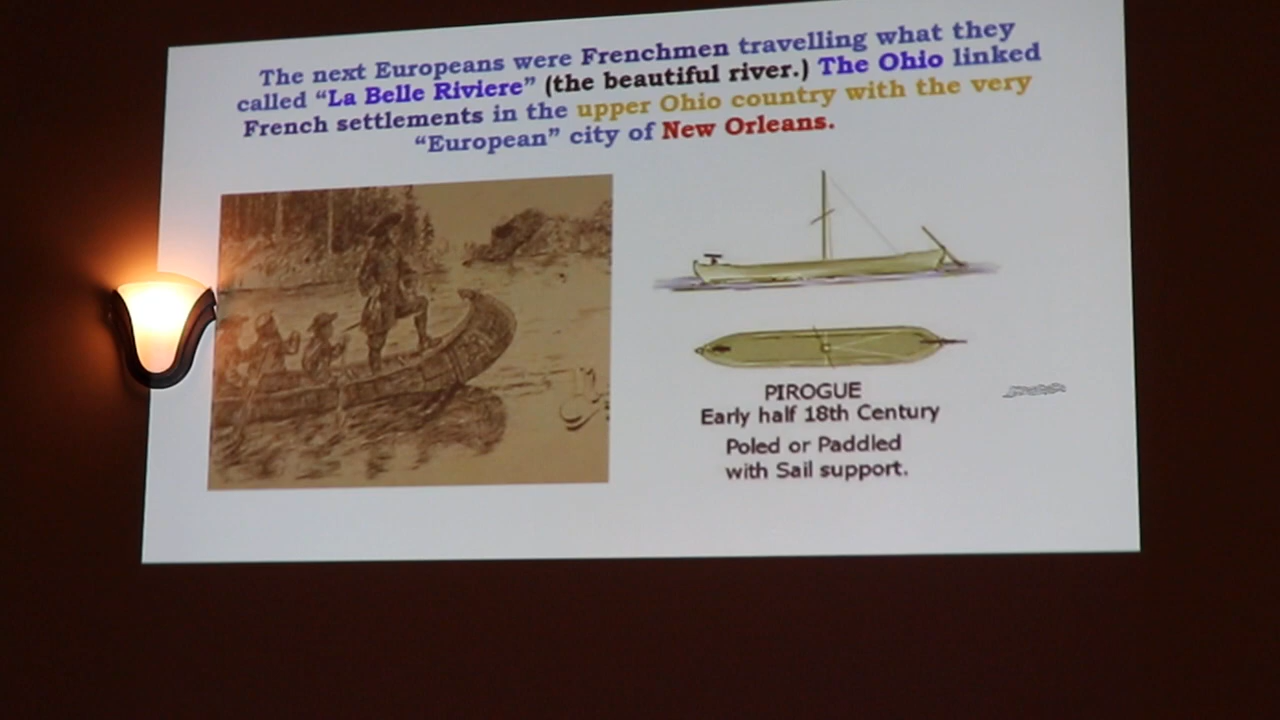 The next Europeans were Frenchmen travelling what they
called “La Belle Riviere” (the beautiful river.) The Ohio linked
French settlements in the upper Ohio country with the very
“European” city of New Orleans.
PIROGUE
Early half 18th Century
Poled or Paddled
with Sail support.